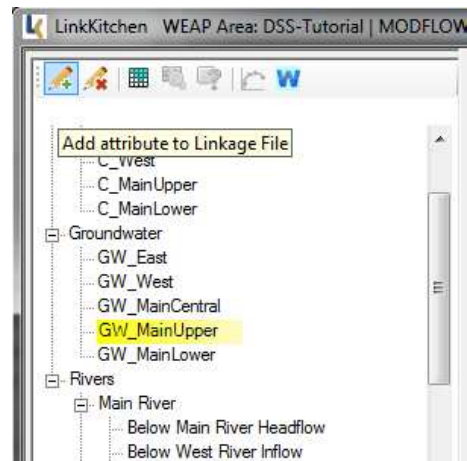 LinkKitchen WEAP Area: DSS-Tutorial | MODFLOW
W
Add attribute to Linkage File
C_West
C_MainUpper
C_MainLower
Groundwater
GW_East
GW_West
GW_MainCentral
GW_MainUpper
GW_MainLower
Rivers
Main River
Below Main River Headflow
Below West River Inflow